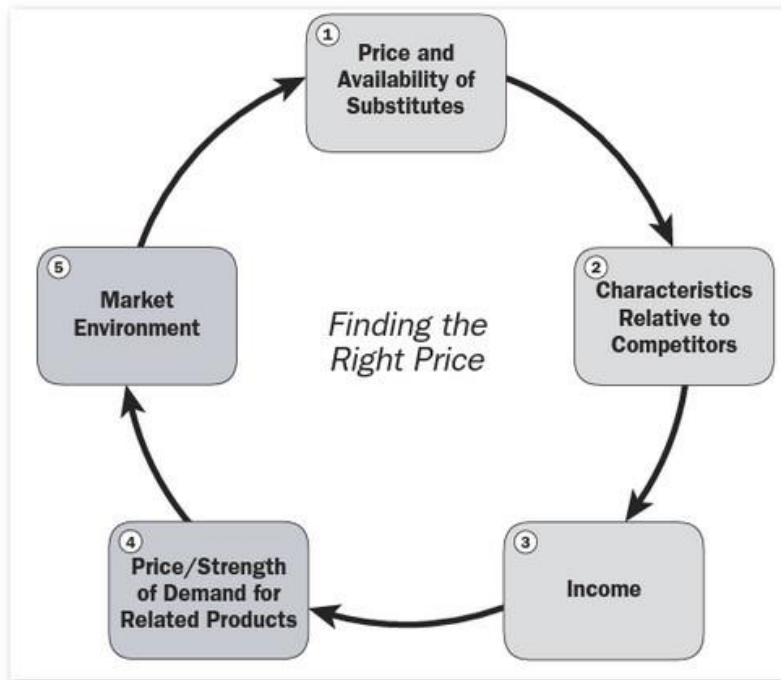 1
Price and
Availability of
Substitutes
2
Characteristics
Relative to
Competitors
3
Income
4
Price/Strength
of Demand for
Related Products
5
Market
Environment
Finding the
Right Price